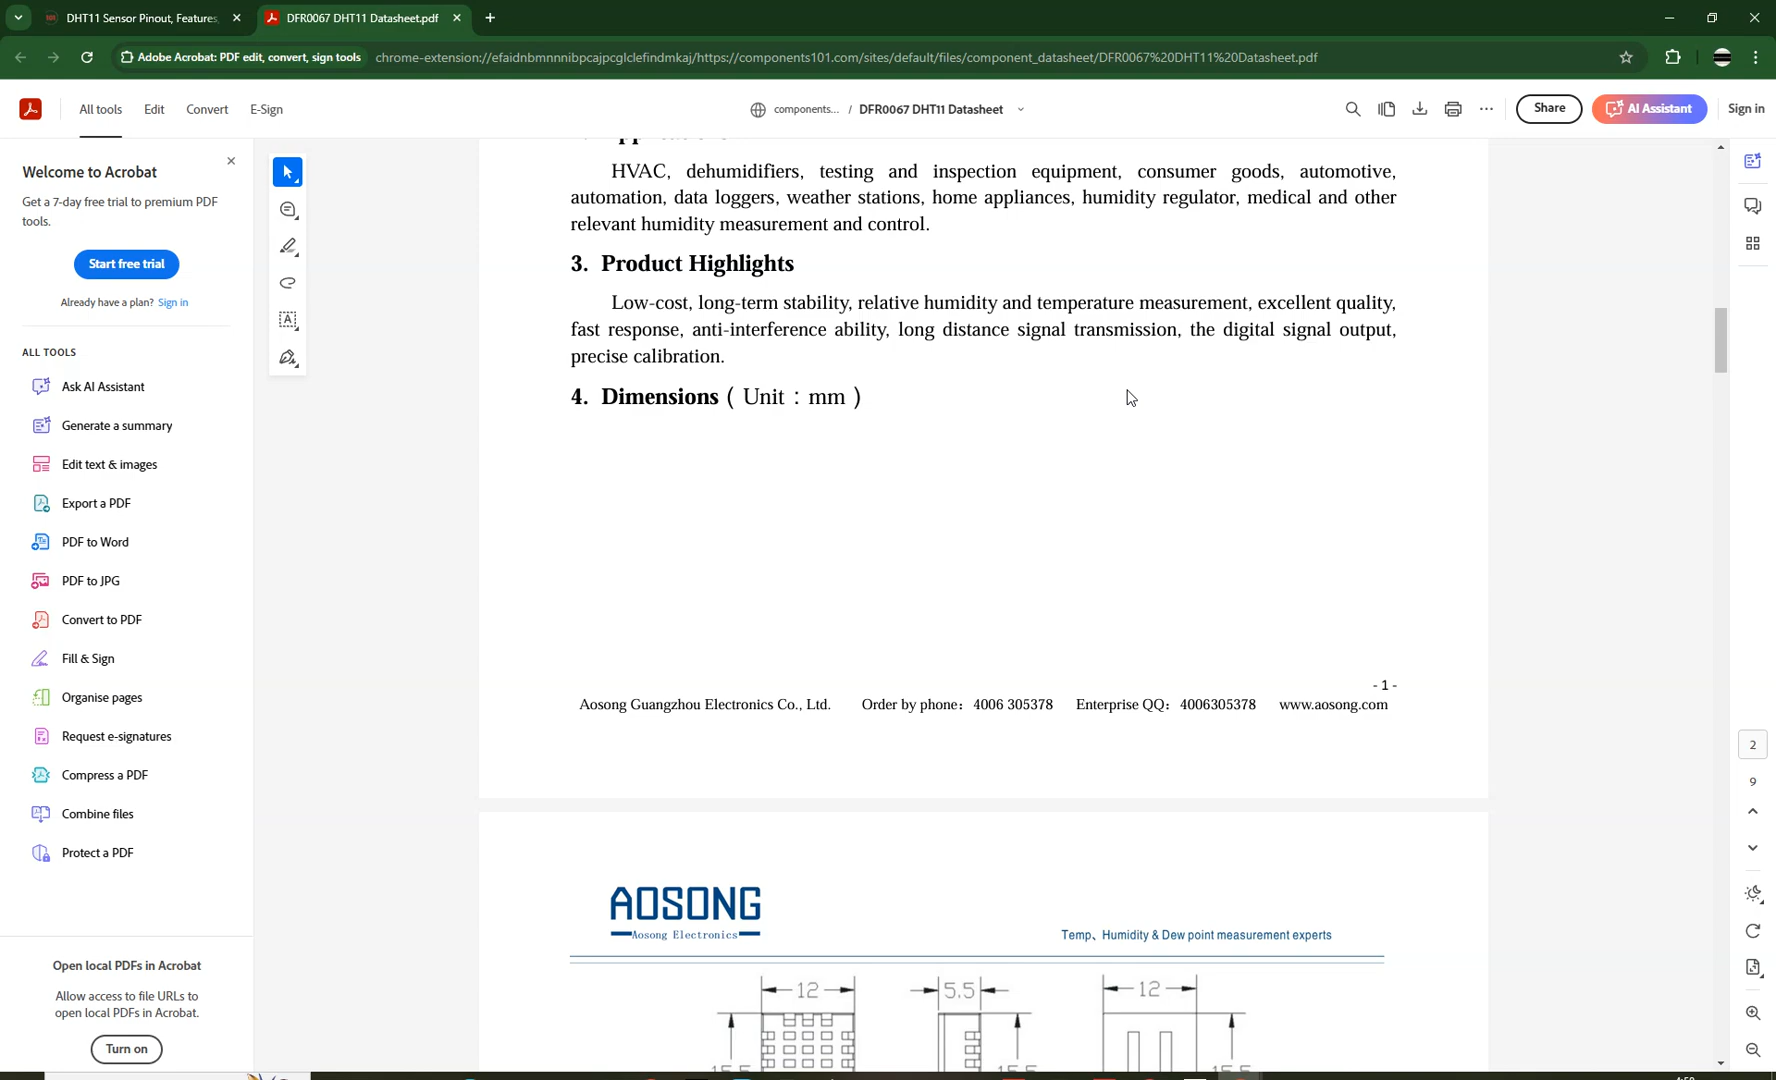 DHT11 Sensor Pinout, Features,
DFR0067 DHT11 Datasheet.pdf
Adobe Acrobat: PDF edit, convert, sign tools
chrome-extension://efaidnbmnnnibpcajpcglclefindmkaj/https://components101.com/sites/default/files/component_datasheet/DFR0067%20DHT11%20Datasheet.pdf
All tools
Edit
Convert
E-Sign
components... / DFR0067 DHT11 Datasheet
Share
AI Assistant
Sign in
Welcome to Acrobat
Get a 7-day free trial to premium PDF
tools.
Start free trial
Already have a plan? Sign in
ALL TOOLS
Ask AI Assistant
Generate a summary
Edit text & images
Export a PDF
PDF to Word
PDF to JPG
Convert to PDF
Fill & Sign
Organise pages
Request e-signatures
Compress a PDF
Combine files
Protect a PDF
Open local PDFs in Acrobat
Allow access to file URLs to
open local PDFs in Acrobat.
Turn on
HVAC, dehumidifiers, testing and inspection equipment, consumer goods, automotive,
automation, data loggers, weather stations, home appliances, humidity regulator, medical and other
relevant humidity measurement and control.
3. Product Highlights
Low-cost, long-term stability, relative humidity and temperature measurement, excellent quality,
fast response, anti-interference ability, long distance signal transmission, the digital signal output,
precise calibration.
4. Dimensions ( Unit : mm )
- 1 -
Aosong Guangzhou Electronics Co., Ltd. Order by phone: 4006 305378 Enterprise QQ: 4006305378 www.aosong.com
AOSONG
Aosong Electronics
Temp、Humidity & Dew point measurement experts
12
5.5
12
15.5
15.5
15.5
2
9